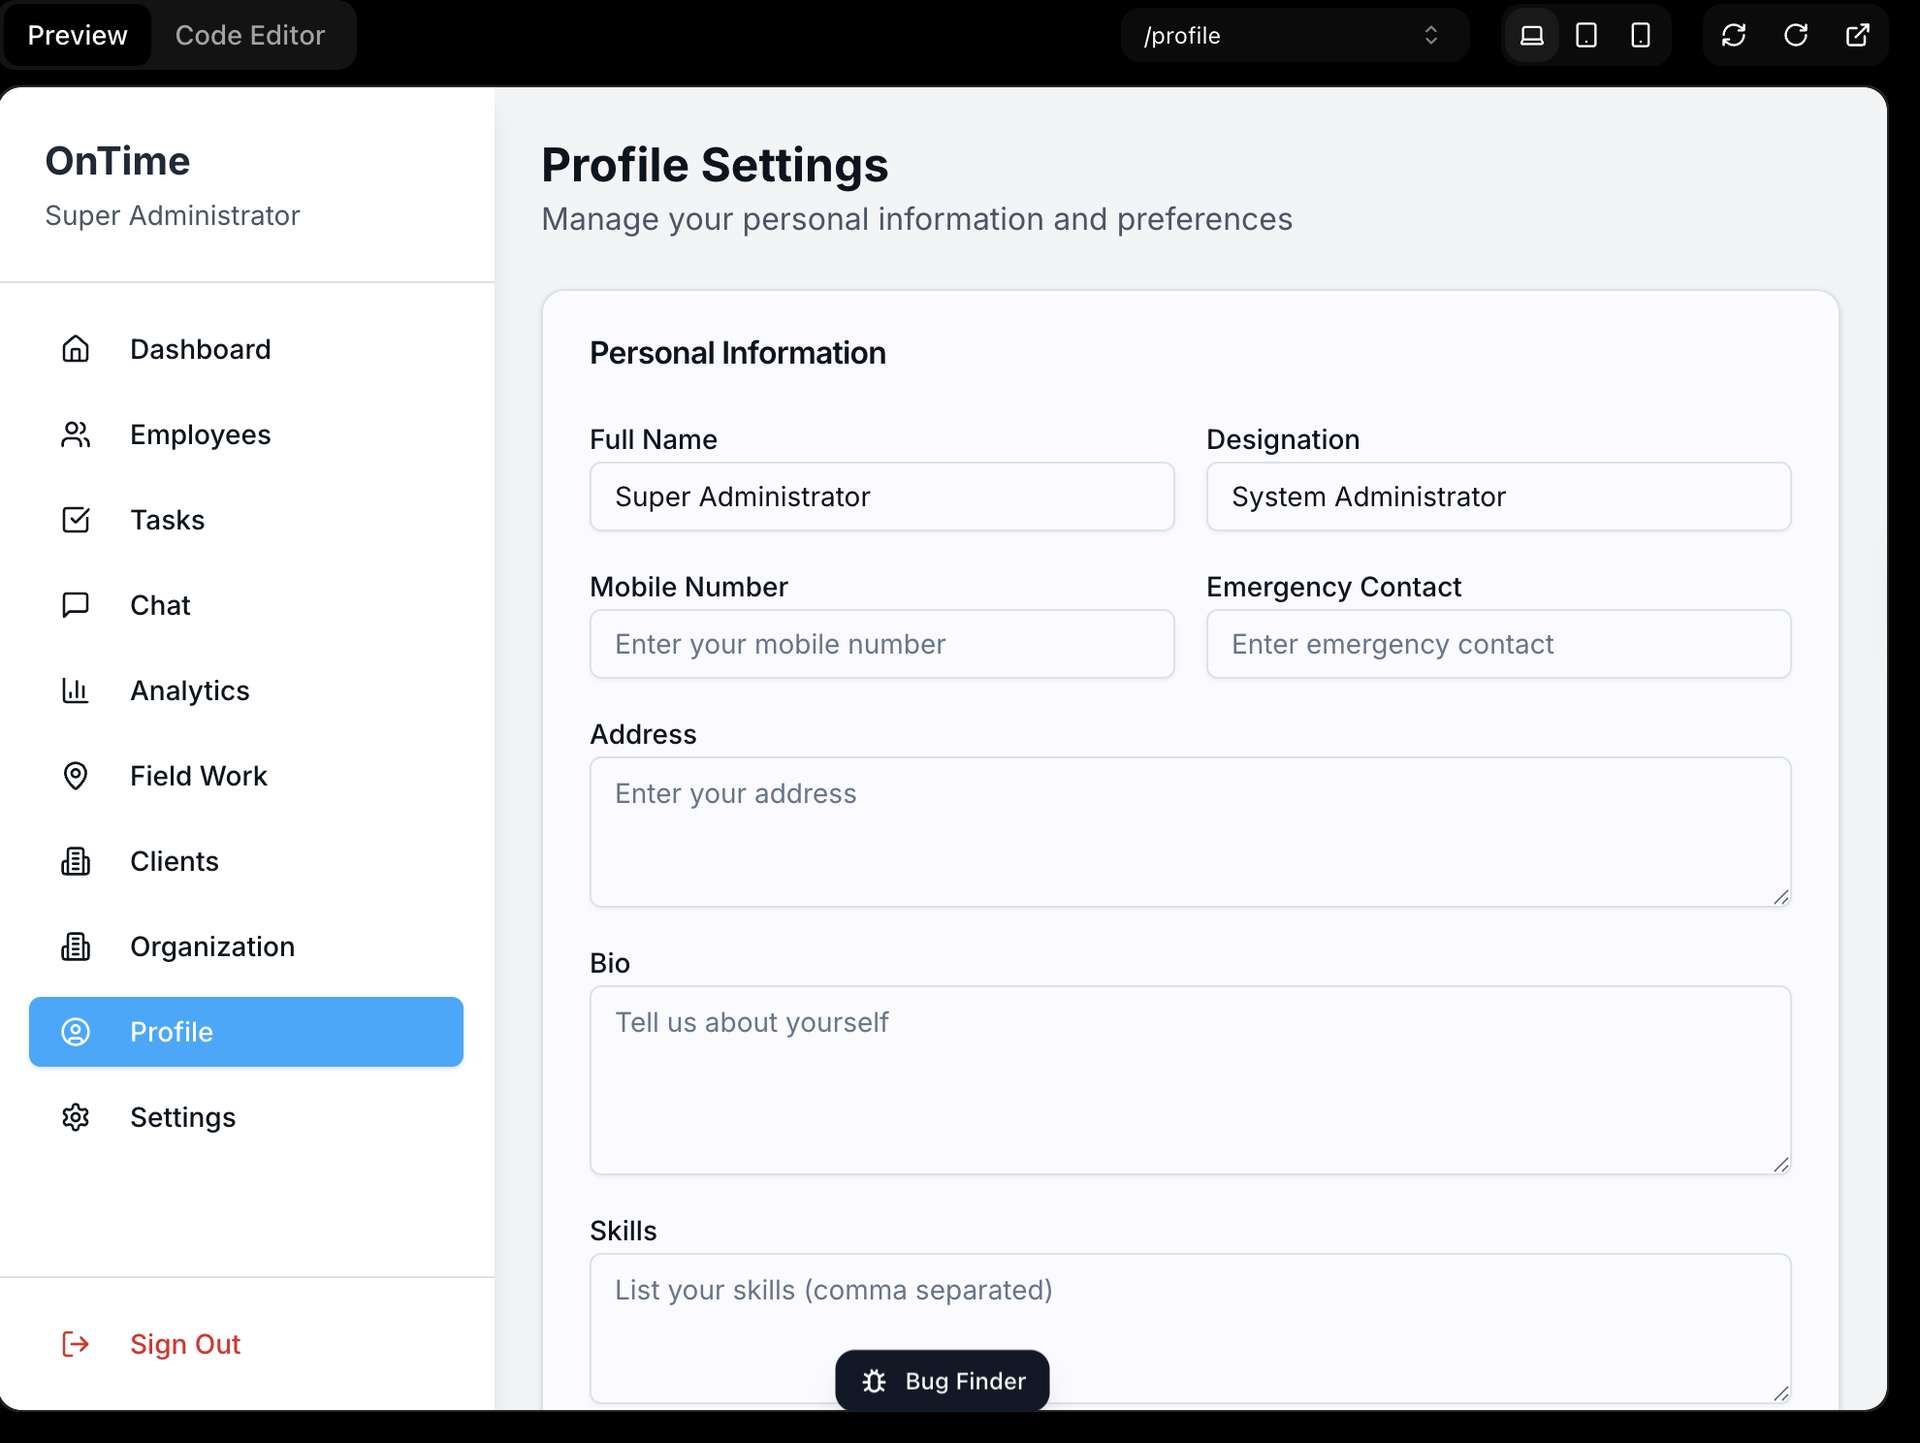 Preview
Code Editor
/profile
OnTime
Super Administrator
Dashboard
Employees
Tasks
Chat
Analytics
Field Work
Clients
Organization
Profile
Settings
Sign Out
Profile Settings
Manage your personal information and preferences
Personal Information
Full Name
Super Administrator
Designation
System Administrator
Mobile Number
Enter your mobile number
Emergency Contact
Enter emergency contact
Address
Enter your address
Bio
Tell us about yourself
Skills
List your skills (comma separated)
Bug Finder